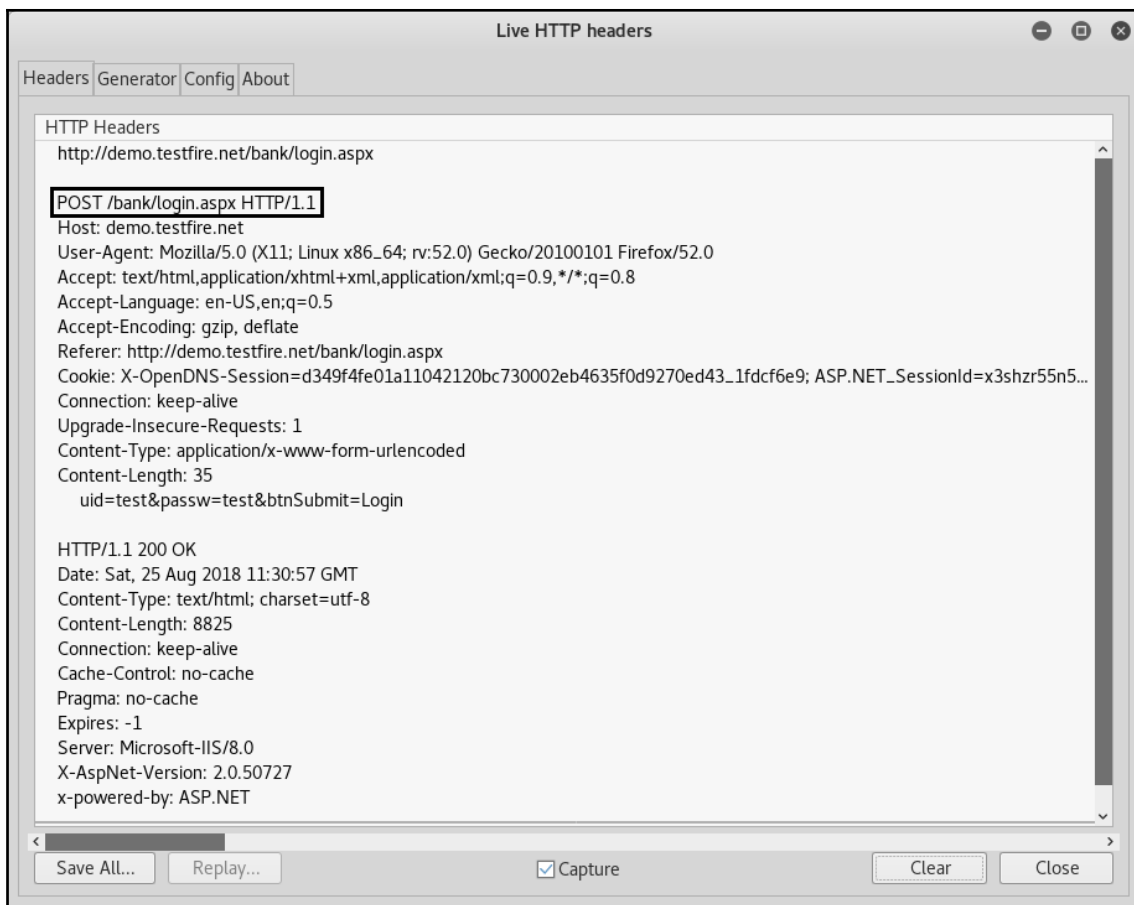 Live HTTP headers
Headers Generator Config About
HTTP Headers
http://demo.testfire.net/bank/login.aspx
POST /bank/login.aspx HTTP/1.1
Host: demo.testfire.net
User-Agent: Mozilla/5.0 (X11; Linux x86_64; rv:52.0) Gecko/20100101 Firefox/52.0
Accept: text/html,application/xhtml+xml,application/xml;q=0.9,*/*;q=0.8
Accept-Language: en-US,en;q=0.5
Accept-Encoding: gzip, deflate
Referer: http://demo.testfire.net/bank/login.aspx
Cookie: X-OpenDNS-Session=d349f4fe01a11042120bc730002eb4635f0d9270ed43_1fdcf6e9; ASP.NET_SessionId=x3shzr55n5...
Connection: keep-alive
Upgrade-Insecure-Requests: 1
Content-Type: application/x-www-form-urlencoded
Content-Length: 35
uid=test&passw=test&btnSubmit=Login
HTTP/1.1 200 OK
Date: Sat, 25 Aug 2018 11:30:57 GMT
Content-Type: text/html; charset=utf-8
Content-Length: 8825
Connection: keep-alive
Cache-Control: no-cache
Pragma: no-cache
Expires: -1
Server: Microsoft-IIS/8.0
X-AspNet-Version: 2.0.50727
x-powered-by: ASP.NET
Save All... Replay... Capture Clear Close